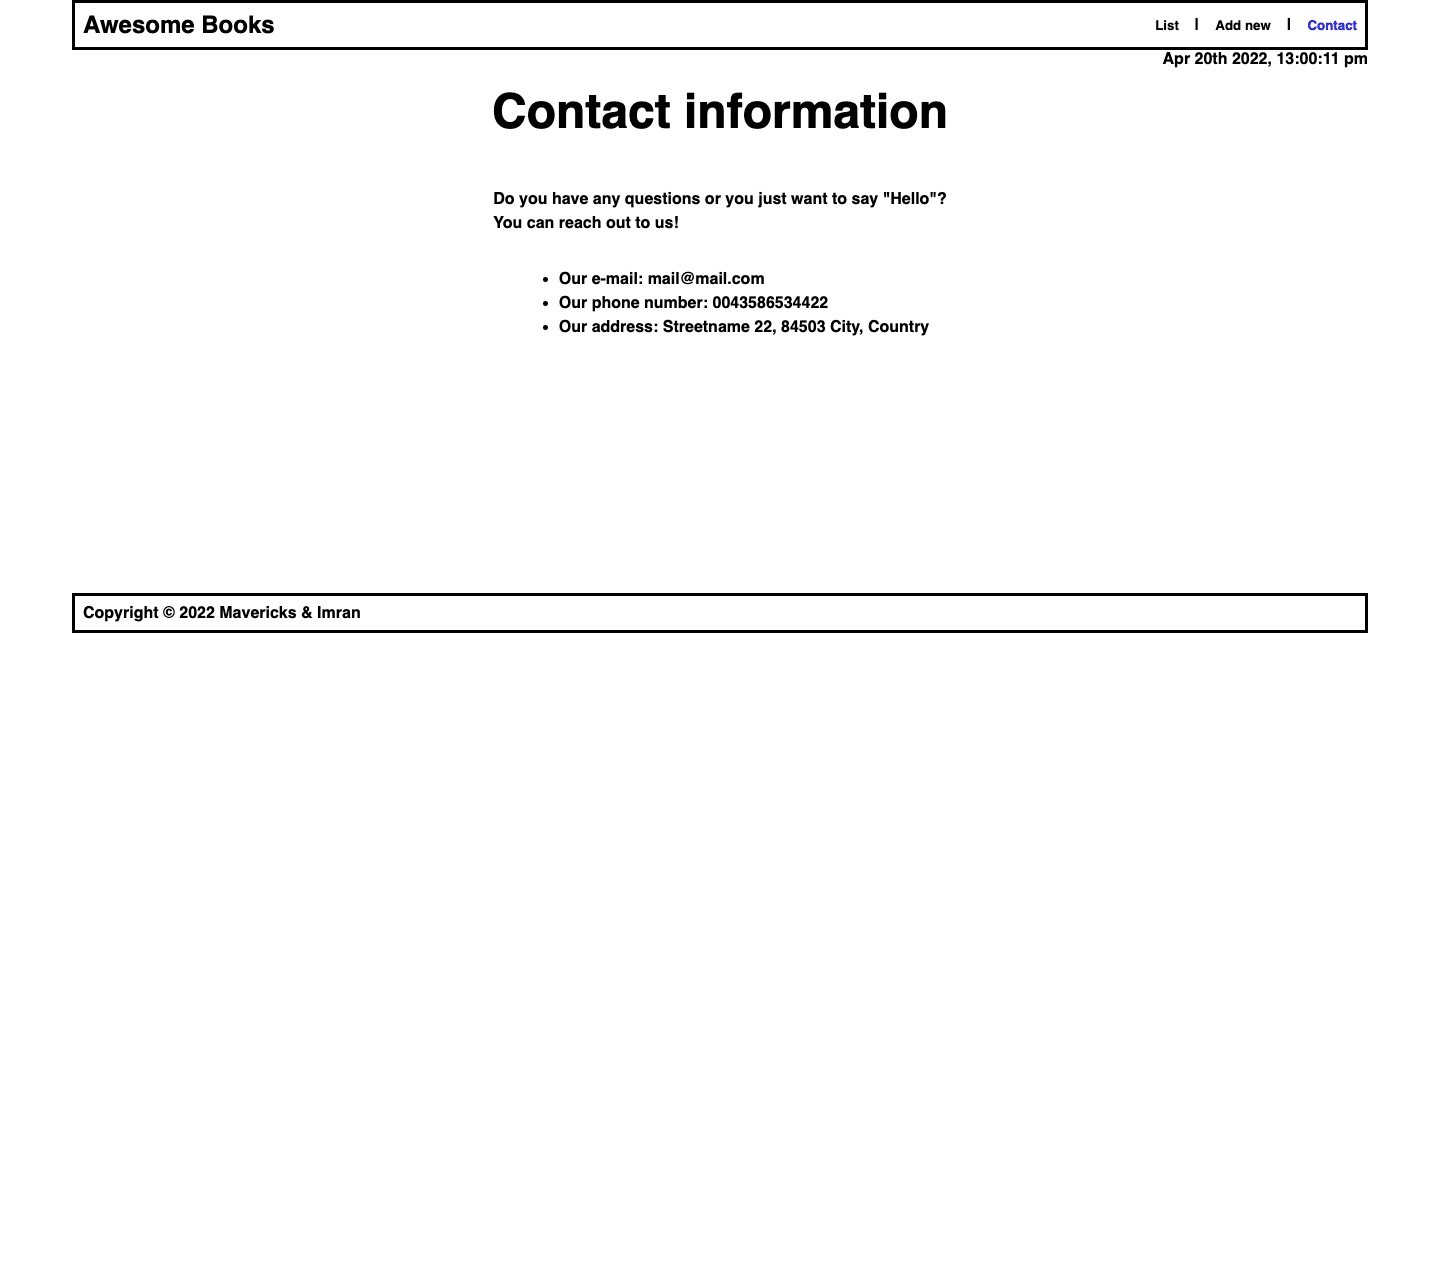 Awesome Books
List | Add new | Contact
Apr 20th 2022, 13:00:11 pm
Contact information
Do you have any questions or you just want to say "Hello"?
You can reach out to us!
• Our e-mail: mail@mail.com
• Our phone number: 0043586534422
• Our address: Streetname 22, 84503 City, Country
Copyright © 2022 Mavericks & Imran